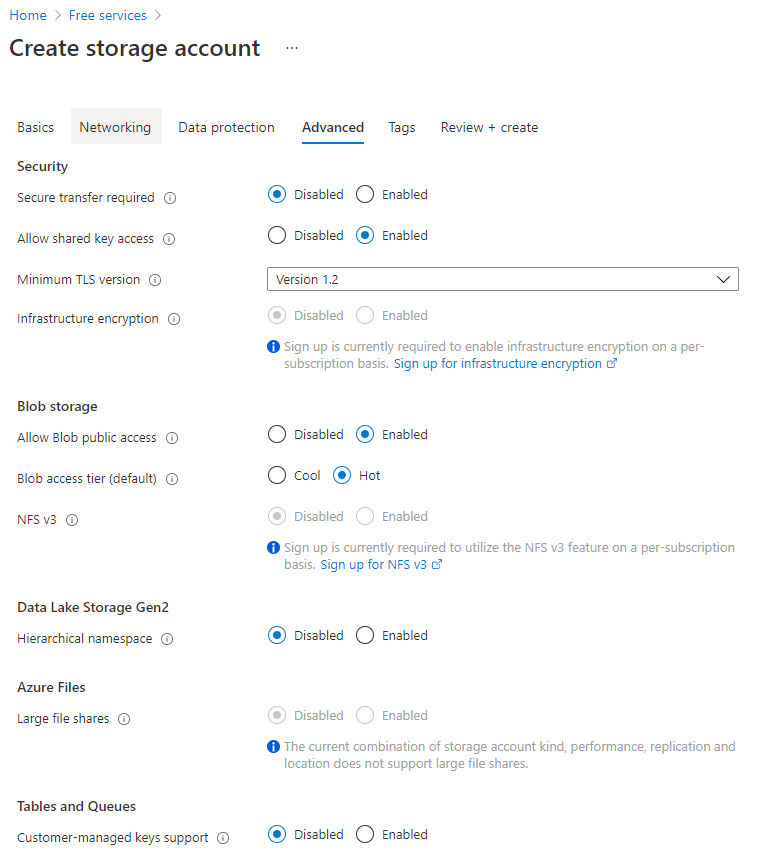 Home > Free services >
Create storage account ...
Basics Networking Data protection Advanced Tags Review + create
Security
Secure transfer required Disabled Enabled
Allow shared key access Disabled Enabled
Minimum TLS version Version 1.2
Infrastructure encryption Disabled Enabled
Sign up is currently required to enable infrastructure encryption on a per-
subscription basis. Sign up for infrastructure encryption
Blob storage
Allow Blob public access Disabled Enabled
Blob access tier (default) Cool Hot
NFS v3 Disabled Enabled
Sign up is currently required to utilize the NFS v3 feature on a per-subscription
basis. Sign up for NFS v3
Data Lake Storage Gen2
Hierarchical namespace Disabled Enabled
Azure Files
Large file shares Disabled Enabled
The current combination of storage account kind, performance, replication and
location does not support large file shares.
Tables and Queues
Customer-managed keys support Disabled Enabled